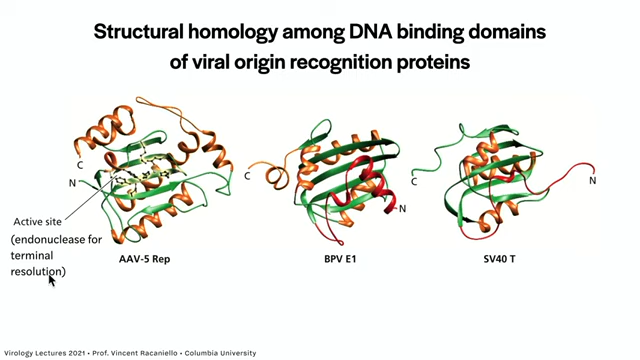 Structural homology among DNA binding domains
of viral origin recognition proteins
C
N
Active site
(endonuclease for
terminal
resolution)
AAV-5 Rep
C
N
BPV E1
C
N
SV40 T
Virology Lectures 2021 • Prof. Vincent Racaniello • Columbia University